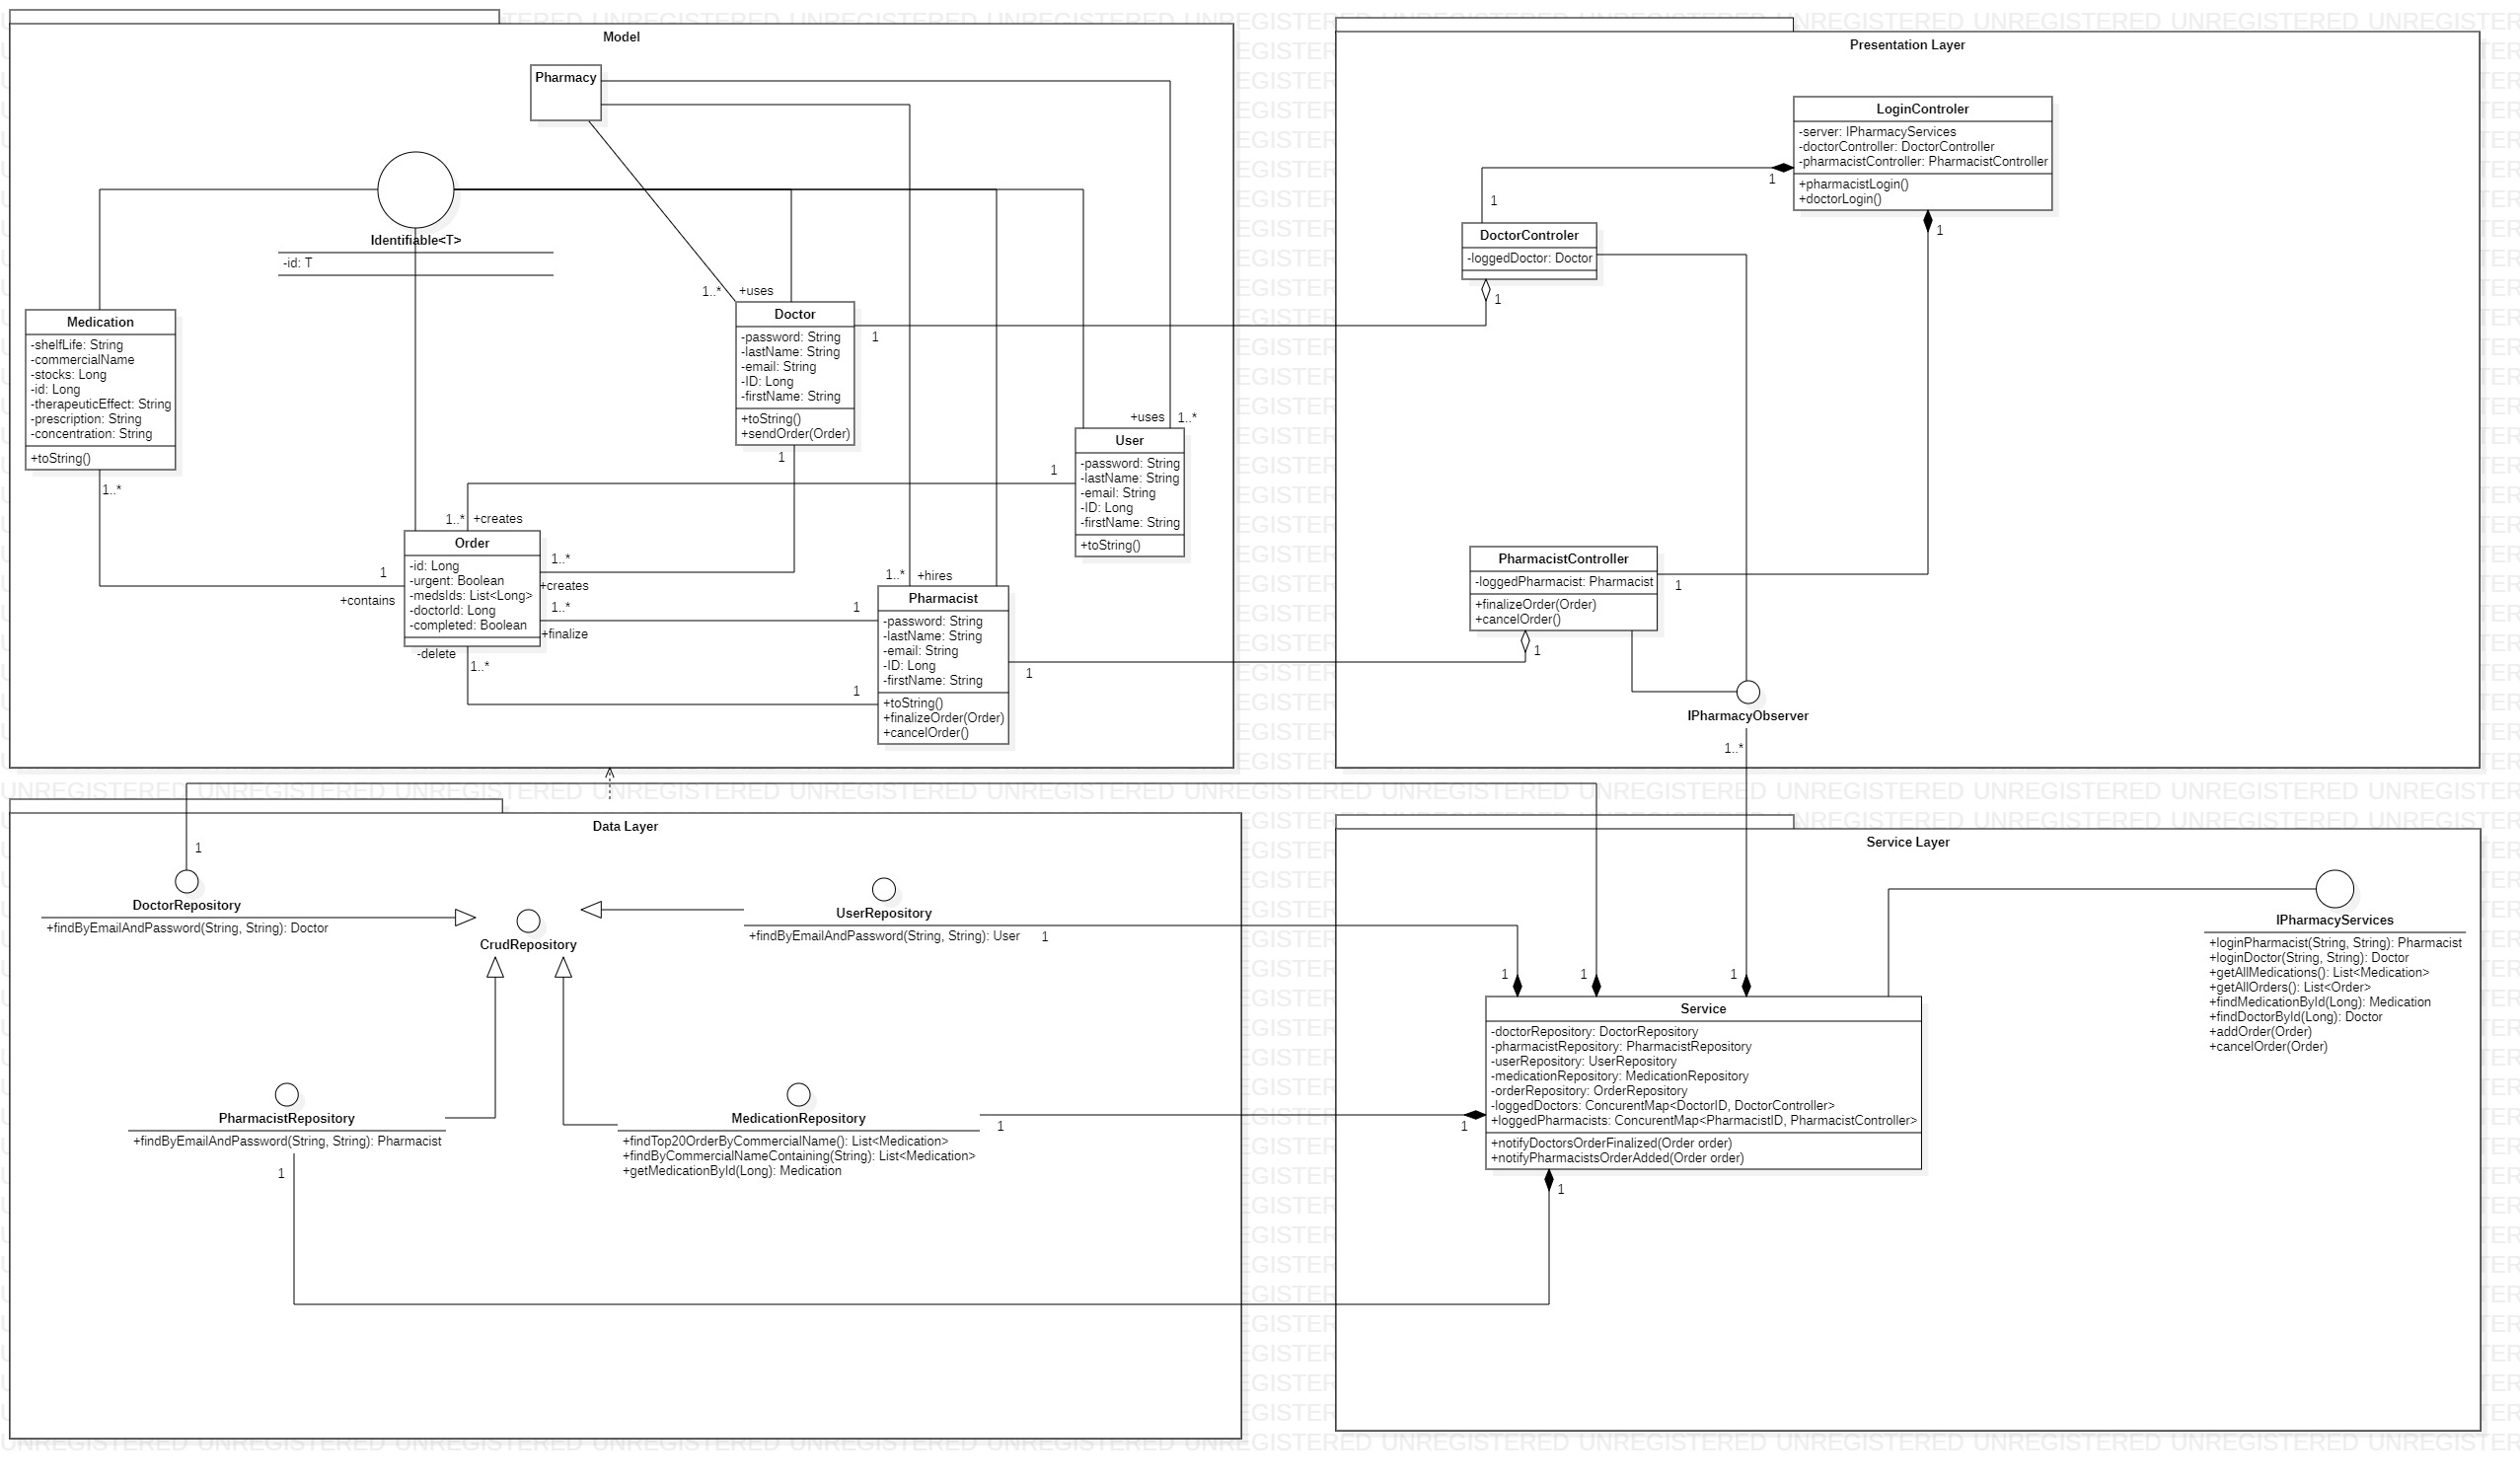 Model
Pharmacy
Identifiable<T>
-id: T
Medication
-shelfLife: String
-commercialName
-stocks: Long
-id: Long
-therapeuticEffect: String
-prescription: String
-concentration: String
+toString()
1..*
1..*
+uses
Doctor
-password: String
-lastName: String
-email: String
-ID: Long
-firstName: String
+toString()
+sendOrder(Order)
1
1
+uses
1..*
User
-password: String
-lastName: String
-email: String
-ID: Long
-firstName: String
+toString()
1
1..*
+creates
Order
-id: Long
-urgent: Boolean
-medsIds: List<Long>
-doctorId: Long
-completed: Boolean
1
+contains
1..*
+creates
1..*
+finalize
-delete
1..*
1..*
+hires
Pharmacist
-password: String
-lastName: String
-email: String
-ID: Long
-firstName: String
+toString()
+finalizeOrder(Order)
+cancelOrder()
1
1
1
Presentation Layer
LoginControler
-server: IPharmacyServices
-doctorController: DoctorController
-pharmacistController: PharmacistController
+pharmacistLogin()
+doctorLogin()
1
1
1
DoctorControler
-loggedDoctor: Doctor
1
PharmacistController
-loggedPharmacist: Pharmacist
+finalizeOrder(Order)
+cancelOrder()
1
1
IPharmacyObserver
1..*
Data Layer
1
DoctorRepository
+findByEmailAndPassword(String, String): Doctor
CrudRepository
UserRepository
+findByEmailAndPassword(String, String): User
1
PharmacistRepository
+findByEmailAndPassword(String, String): Pharmacist
1
MedicationRepository
+findTop20OrderByCommercialName(): List<Medication>
+findByCommercialNameContaining(String): List<Medication>
+getMedicationById(Long): Medication
1
Service Layer
IPharmacyServices
+loginPharmacist(String, String): Pharmacist
+loginDoctor(String, String): Doctor
+getAllMedications(): List<Medication>
+getAllOrders(): List<Order>
+findMedicationById(Long): Medication
+findDoctorById(Long): Doctor
+addOrder(Order)
+cancelOrder(Order)
1
1
1
Service
-doctorRepository: DoctorRepository
-pharmacistRepository: PharmacistRepository
-userRepository: UserRepository
-medicationRepository: MedicationRepository
-orderRepository: OrderRepository
-loggedDoctors: ConcurentMap<DoctorID, DoctorController>
+loggedPharmacists: ConcurentMap<PharmacistID, PharmacistController>
+notifyDoctorsOrderFinalized(Order order)
+notifyPharmacistsOrderAdded(Order order)
1
1